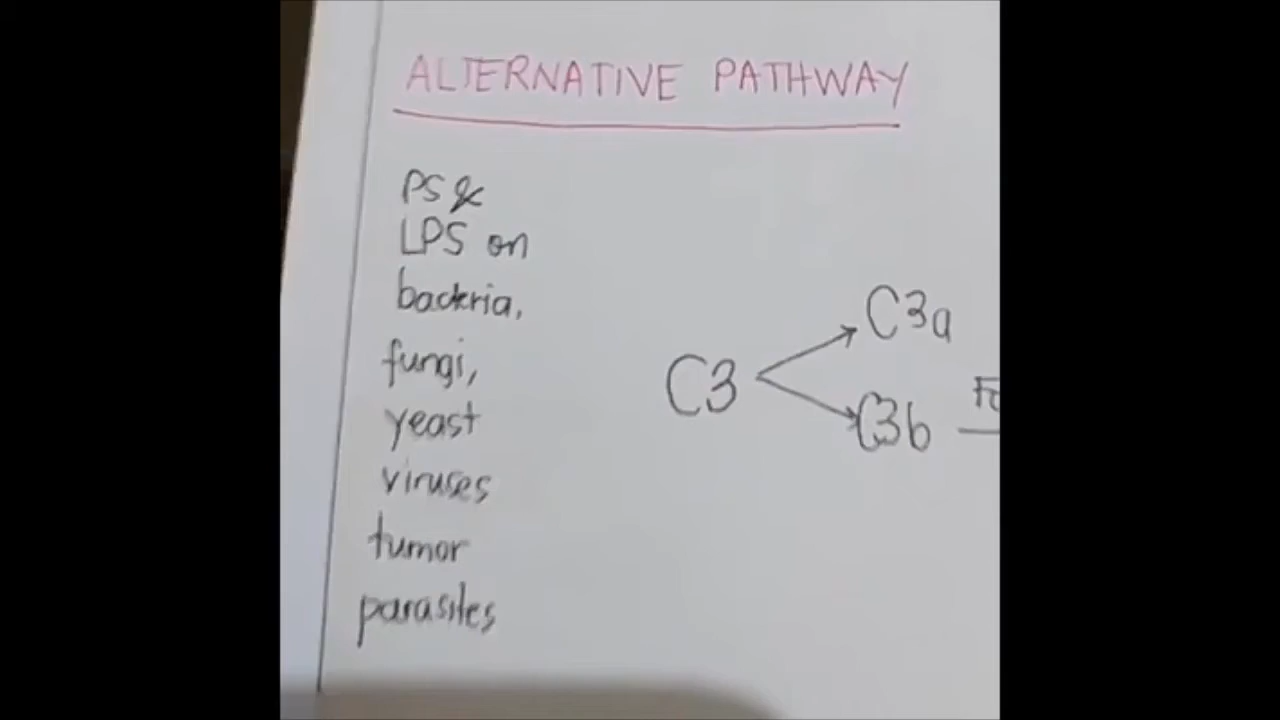 ALTERNATIVE PATHWAY
PS &
LPS on
bacteria,
fungi,
yeast
viruses
tumor
parasites
C3a
C3
C3b